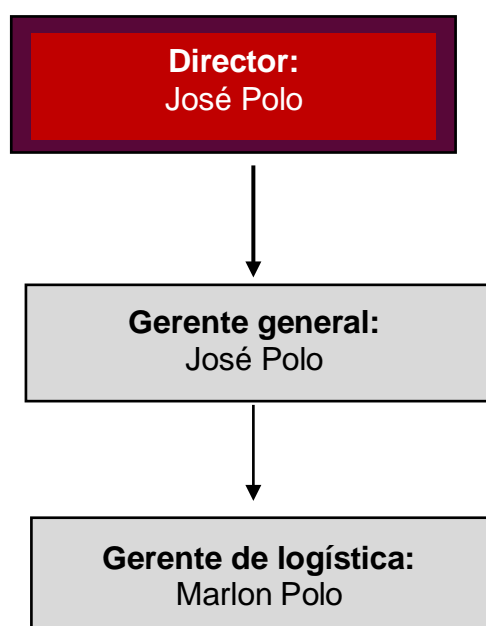 Director:
José Polo
Gerente general:
José Polo
Gerente de logística:
Marlon Polo